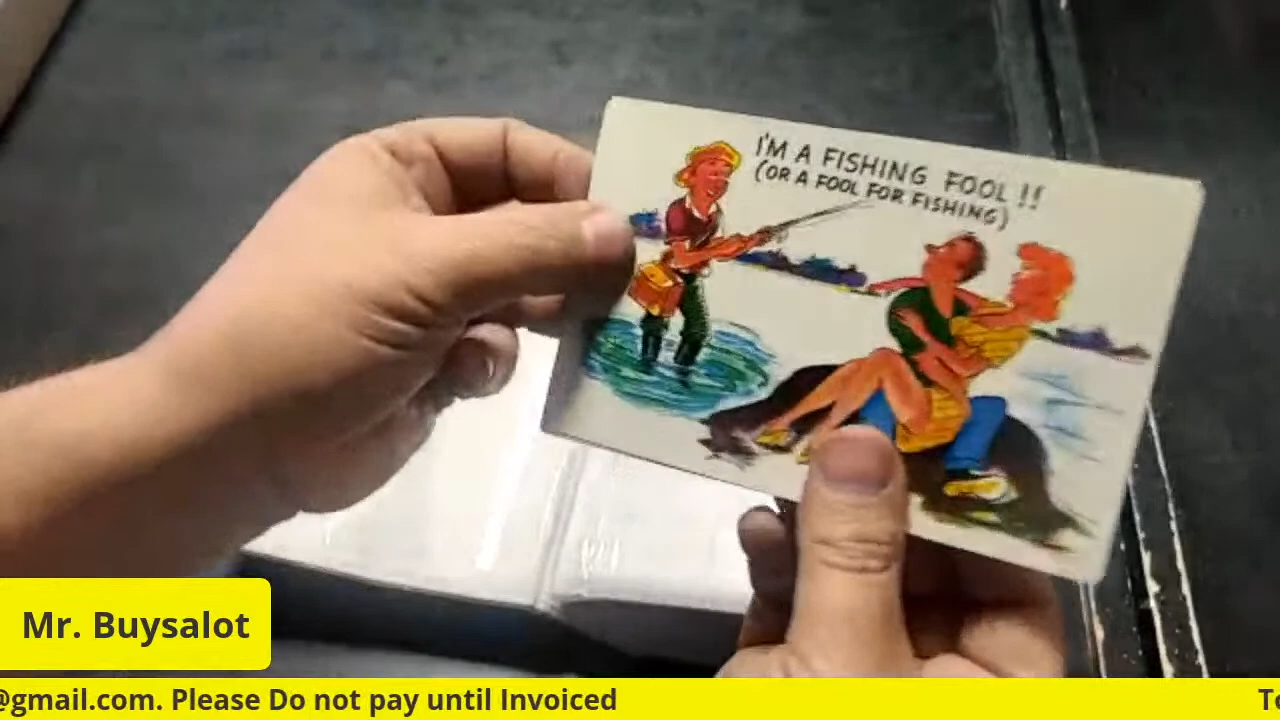 I'M A FISHING FOOL !!
(OR A FOOL FOR FISHING)
Mr. Buysalot
@gmail.com. Please Do not pay until Invoiced